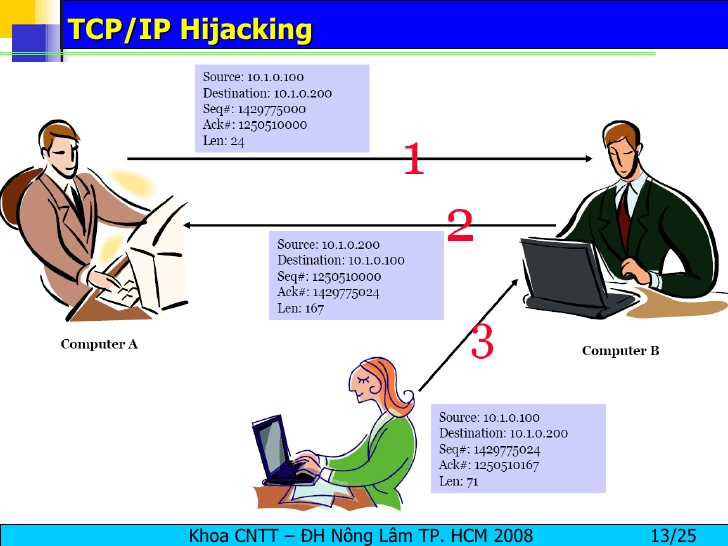 TCP/IP Hijacking
Source: 10.1.0.100
Destination: 10.1.0.200
Seq#: 1429775000
Ack#: 1250510000
Len: 24
1
2
Source: 10.1.0.200
Destination: 10.1.0.100
Seq#: 1250510000
Ack#: 1429775024
Len: 167
3
Computer A
Computer B
Source: 10.1.0.100
Destination: 10.1.0.200
Seq#: 1429775024
Ack#: 1250510167
Len: 71
Khoa CNTT – ĐH Nông Lâm TP. HCM 2008 13/25